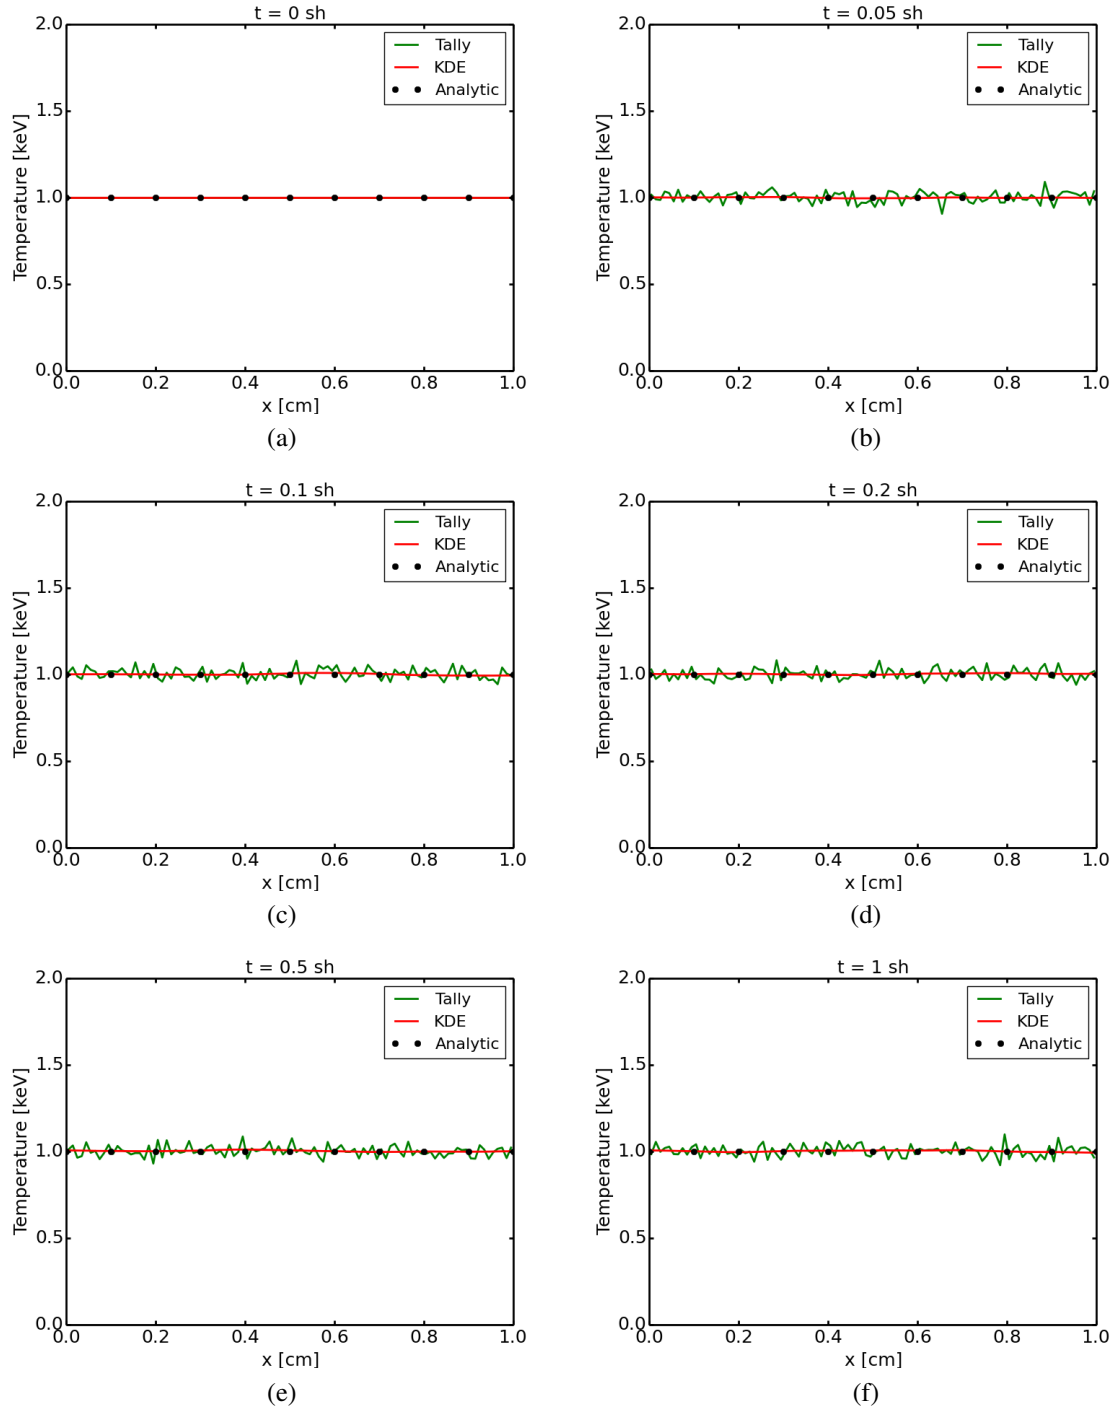 t = 0 sh
2.0
1.5
1.0
0.5
0.0
Temperature [keV]
Tally
KDE
Analytic
0.0 0.2 0.4 0.6 0.8 1.0
x [cm]
(a)
t = 0.05 sh
2.0
1.5
1.0
0.5
0.0
Temperature [keV]
Tally
KDE
Analytic
0.0 0.2 0.4 0.6 0.8 1.0
x [cm]
(b)
t = 0.1 sh
2.0
1.5
1.0
0.5
0.0
Temperature [keV]
Tally
KDE
Analytic
0.0 0.2 0.4 0.6 0.8 1.0
x [cm]
(c)
t = 0.2 sh
2.0
1.5
1.0
0.5
0.0
Temperature [keV]
Tally
KDE
Analytic
0.0 0.2 0.4 0.6 0.8 1.0
x [cm]
(d)
t = 0.5 sh
2.0
1.5
1.0
0.5
0.0
Temperature [keV]
Tally
KDE
Analytic
0.0 0.2 0.4 0.6 0.8 1.0
x [cm]
(e)
t = 1 sh
2.0
1.5
1.0
0.5
0.0
Temperature [keV]
Tally
KDE
Analytic
0.0 0.2 0.4 0.6 0.8 1.0
x [cm]
(f)